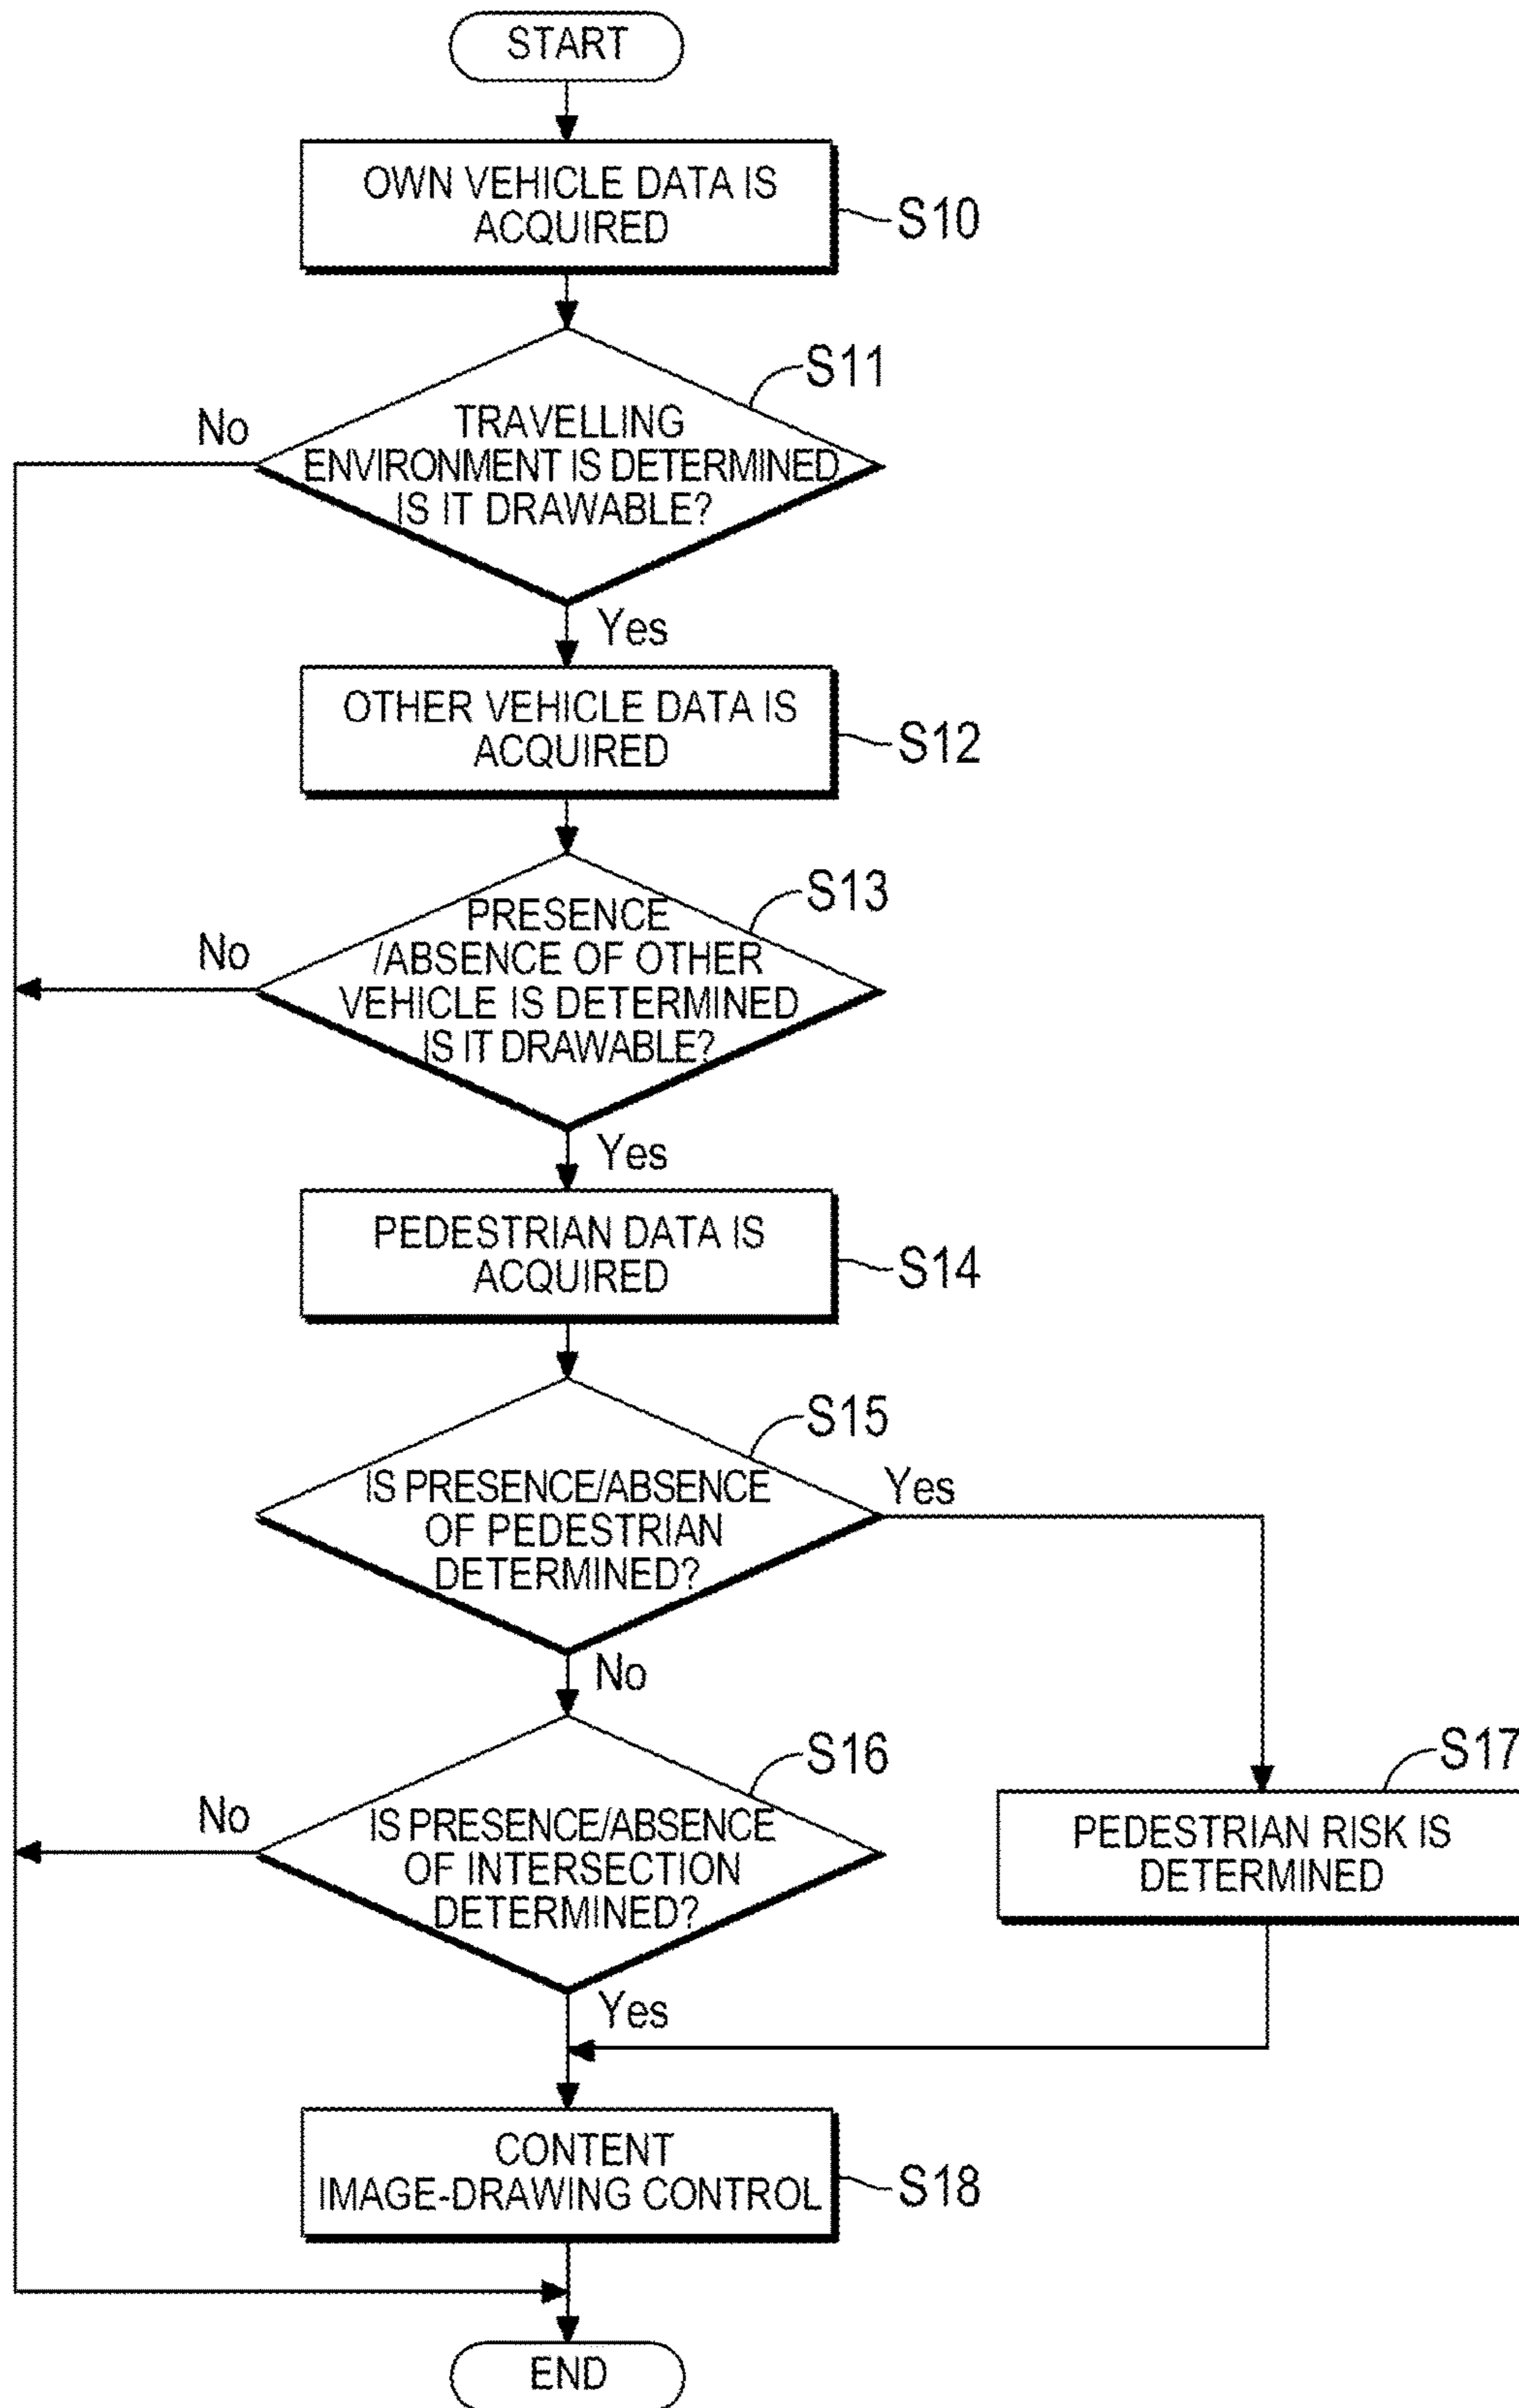 START
OWN VEHICLE DATA IS
ACQUIRED
S10
S11
No
TRAVELLING
ENVIRONMENT IS DETERMINED
IS IT DRAWABLE?
Yes
OTHER VEHICLE DATA IS
ACQUIRED
S12
S13
No
PRESENCE
/ABSENCE OF OTHER
VEHICLE IS DETERMINED
IS IT DRAWABLE?
Yes
PEDESTRIAN DATA IS
ACQUIRED
S14
S15
IS PRESENCE/ABSENCE
OF PEDESTRIAN
DETERMINED?
Yes
No
S16
No
IS PRESENCE/ABSENCE
OF INTERSECTION
DETERMINED?
Yes
S17
PEDESTRIAN RISK IS
DETERMINED
CONTENT
IMAGE-DRAWING CONTROL
S18
END